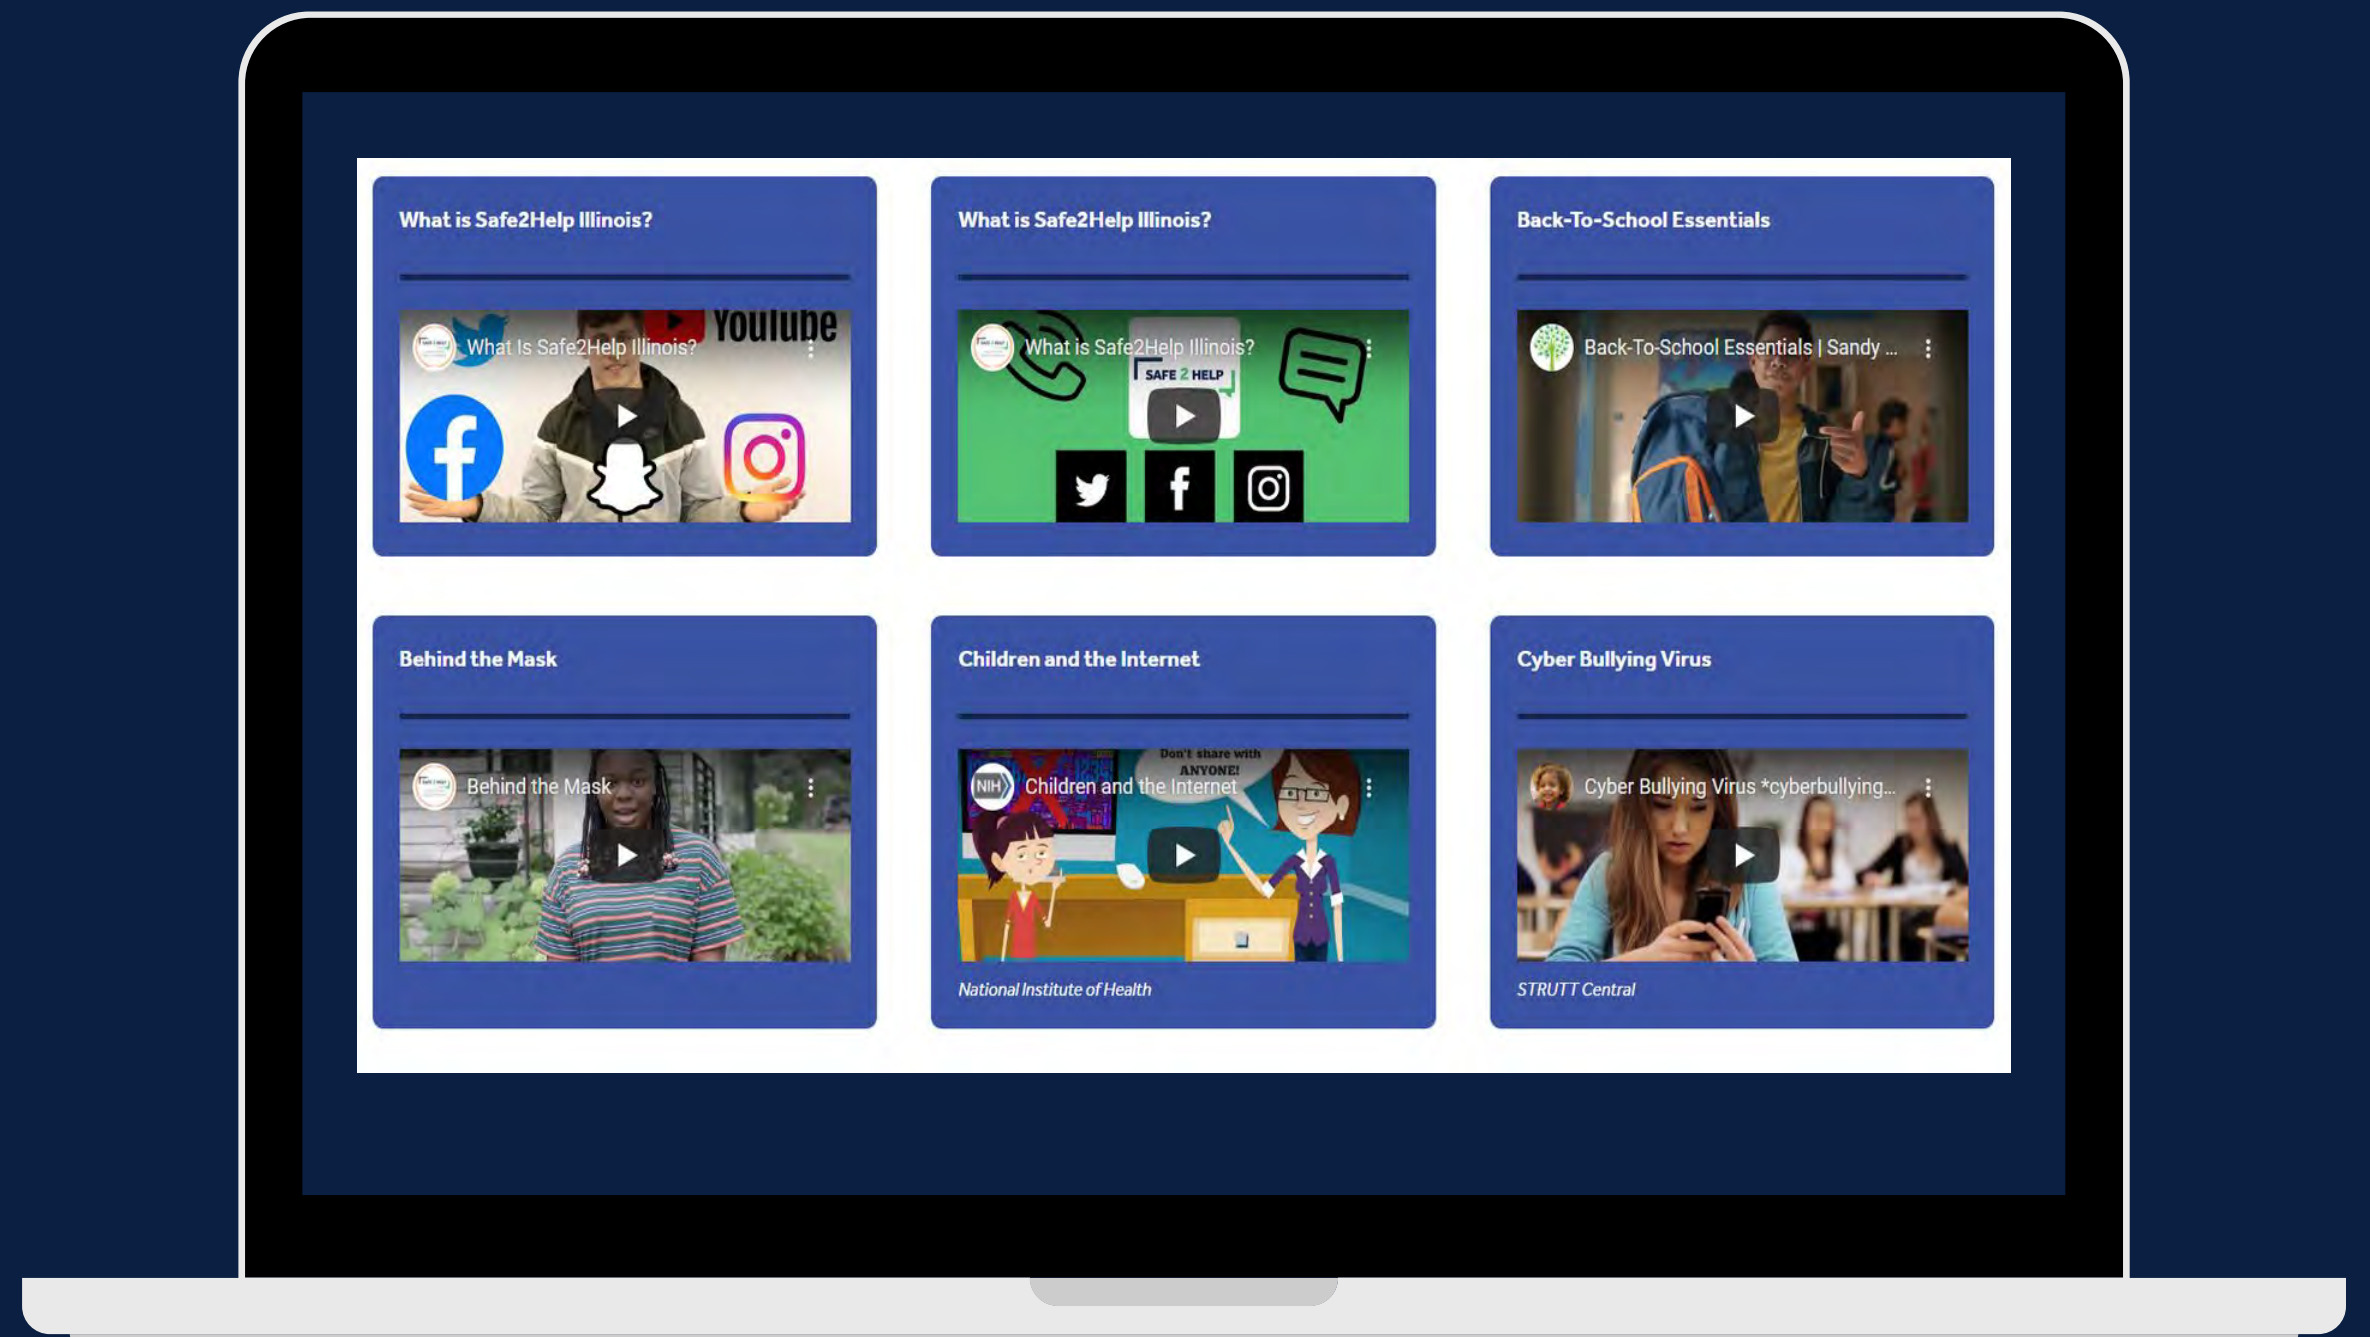 What is Safe2Help Illinois?
YouTube
What Is Safe2Help Illinois?
What is Safe2Help Illinois?
What is Safe2Help Illinois?
SAFE 2 HELP
Back-To-School Essentials
Back-To-School Essentials | Sandy ...
Behind the Mask
Behind the Mask
Children and the Internet
Don't share with
ANYONE!
NIH
Children and the Internet
National Institute of Health
Cyber Bullying Virus
Cyber Bullying Virus *cyberbullying...
STRUTT Central